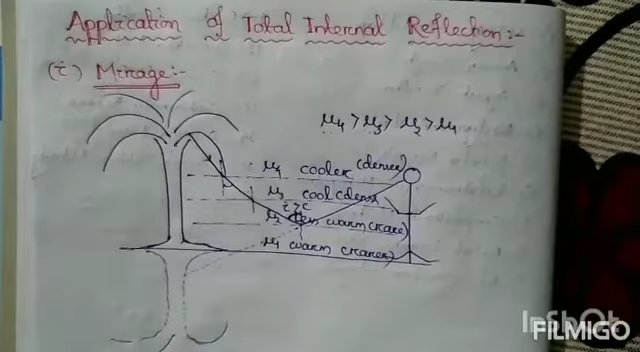 Application of Total Internal Reflection:-
(i) Mirage:-
μ4 > μ3 > μ2 > μ1
μ4 cooler (denser)
μ3 cool (dense)
i > c
μ2 warm (rare)
μ1 warm (rarer)
InShOt
FILMIGO